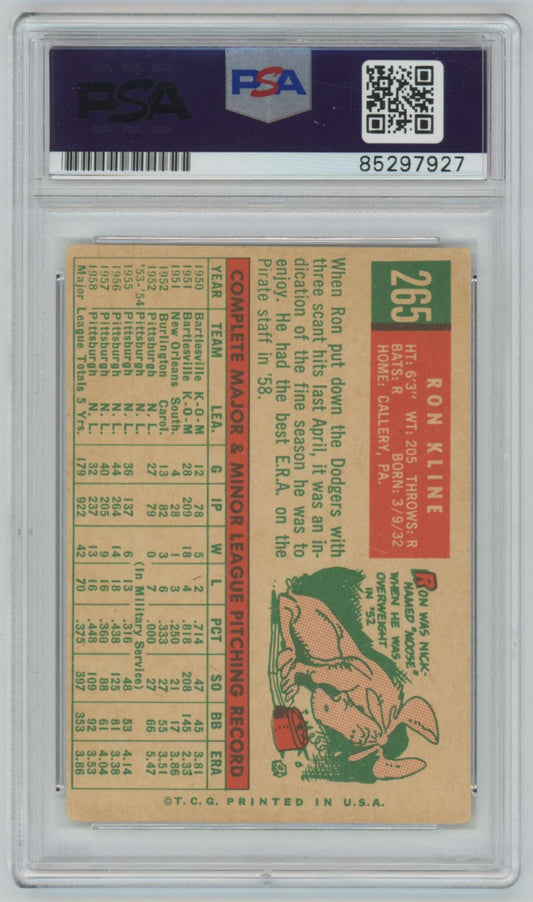 PSA
PSA
85297927
265
RON KLINE
HT: 6'3" WT: 205 THROWS: R
BATS: R BORN: 3/9/32
HOME: CALLERY, PA.
When Ron put down the Dodgers with
three scant hits last April, it was an in-
dication of the fine season he was to
enjoy. He had the best E.R.A. on the
Pirate staff in '58.
RON WAS NICK-
NAMED "MOOSE"
WHEN HE WAS
OVERWEIGHT
IN '52
COMPLETE MAJOR & MINOR LEAGUE PITCHING RECORD
YEAR TEAM LEA. G IP W L PCT SO BB ERA
1950 Bartlesville K-O-M 12 78 5 2 .714 47 45 3.81
1951 Bartlesville K-O-M 28 209 18 4 .818 208 145 2.33
1951 New Orleans South. 4 28 1 3 .250 21 17 3.86
1952 Burlington Carol. 13 82 3 55 3.51
1952 Pittsburgh N. L. 27 79 0 7 .000 27 66 5.47
'53-'54 (In Military Service)
1955 Pittsburgh N. L. 36 137 6 13 .316 48 53 4.14
1956 Pittsburgh N. L. 44 264 14 18 .438 125 81 3.38
1957 Pittsburgh N. L. 40 205 9 16 .360 88 61 4.04
1958 Pittsburgh N. L. 32 237 13 16 .448 109 92 3.53
Major League Totals 5 Yrs. 179 922 42 70 .375 397 353 3.86
©T.C.G. PRINTED IN U.S.A.